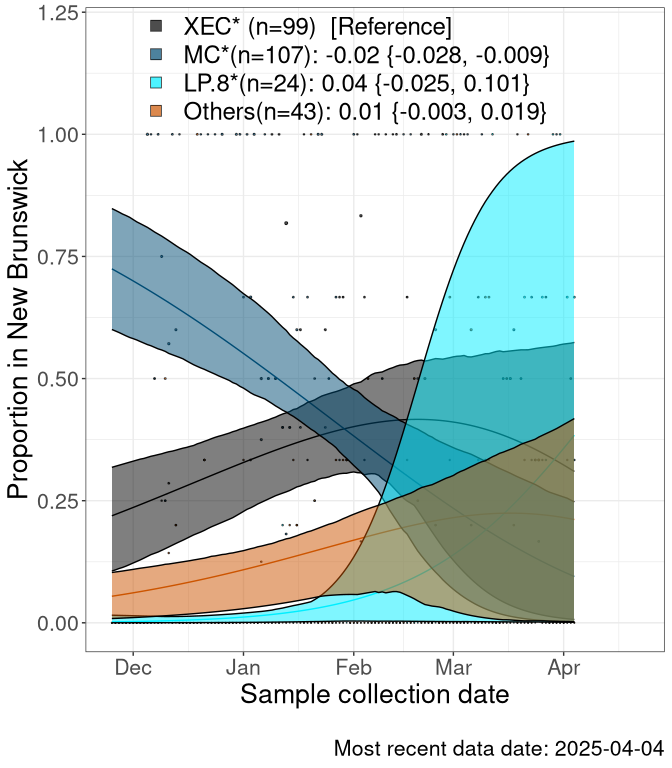 XEC* (n=99) [Reference]
MC*(n=107): -0.02 {-0.028, -0.009}
LP.8*(n=24): 0.04 {-0.025, 0.101}
Others(n=43): 0.01 {-0.003, 0.019}
1.25
1.00
0.75
0.50
0.25
0.00
Proportion in New Brunswick
Dec Jan Feb Mar Apr
Sample collection date
Most recent data date: 2025-04-04